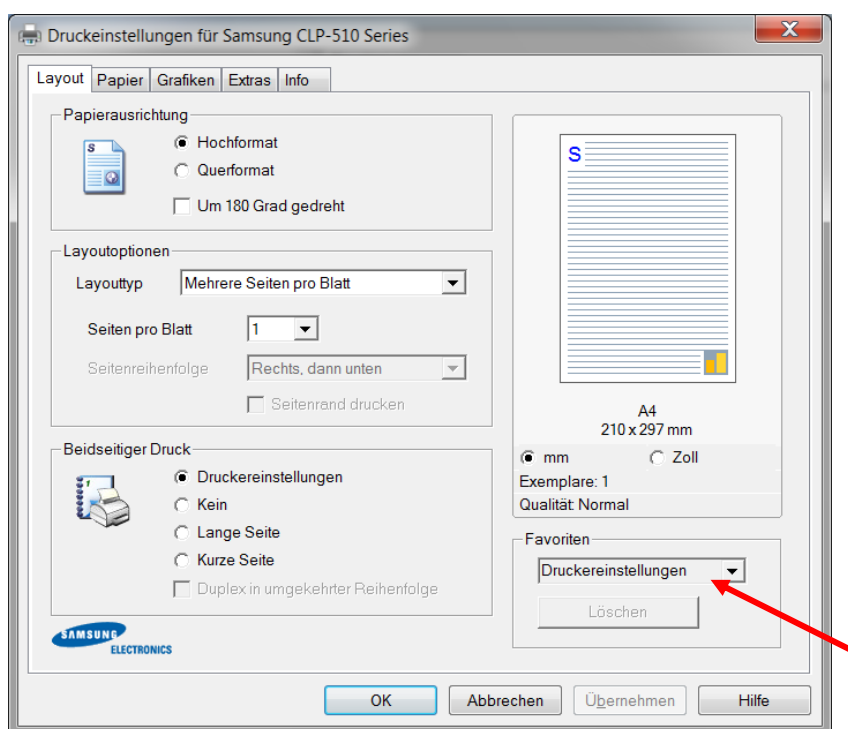 Druckeinstellungen für Samsung CLP-510 Series
X
Layout Papier Grafiken Extras Info
Papierausrichtung
S
Hochformat
Querformat
Um 180 Grad gedreht
Layoutoptionen
Layouttyp Mehrere Seiten pro Blatt
Seiten pro Blatt 1
Seitenreihenfolge Rechts, dann unten
Seitenrand drucken
Beidseitiger Druck
1
Druckereinstellungen
Kein
Lange Seite
Kurze Seite
Duplex in umgekehrter Reihenfolge
SAMSUNG
ELECTRONICS
S
A4
210 x 297 mm
mm Zoll
Exemplare: 1
Qualität: Normal
Favoriten
Druckereinstellungen
Löschen
OK Abbrechen Übernehmen Hilfe